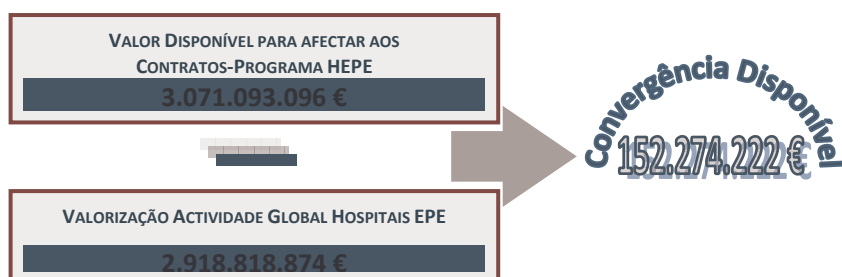 VALOR DISPONÍVEL PARA AFECTAR AOS
CONTRATOS-PROGRAMA HEPE
3.071.093.096 €
Convergência Disponível
152.274.222 €
VALORIZAÇÃO ACTIVIDADE GLOBAL HOSPITAIS EPE
2.918.818.874 €